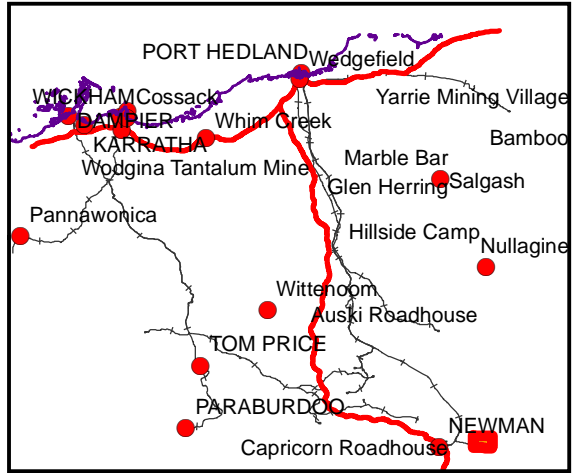 PORT HEDLAND
Wedgefield
WICKHAM
Cossack
Yarrie Mining Village
DAMPIER
Whim Creek
Bamboo
KARRATHA
Marble Bar
Wodgina Tantalum Mine
Glen Herring
Salgash
Pannawonica
Hillside Camp
Nullagine
Wittenoom
Auski Roadhouse
TOM PRICE
PARABURDOO
NEWMAN
Capricorn Roadhouse